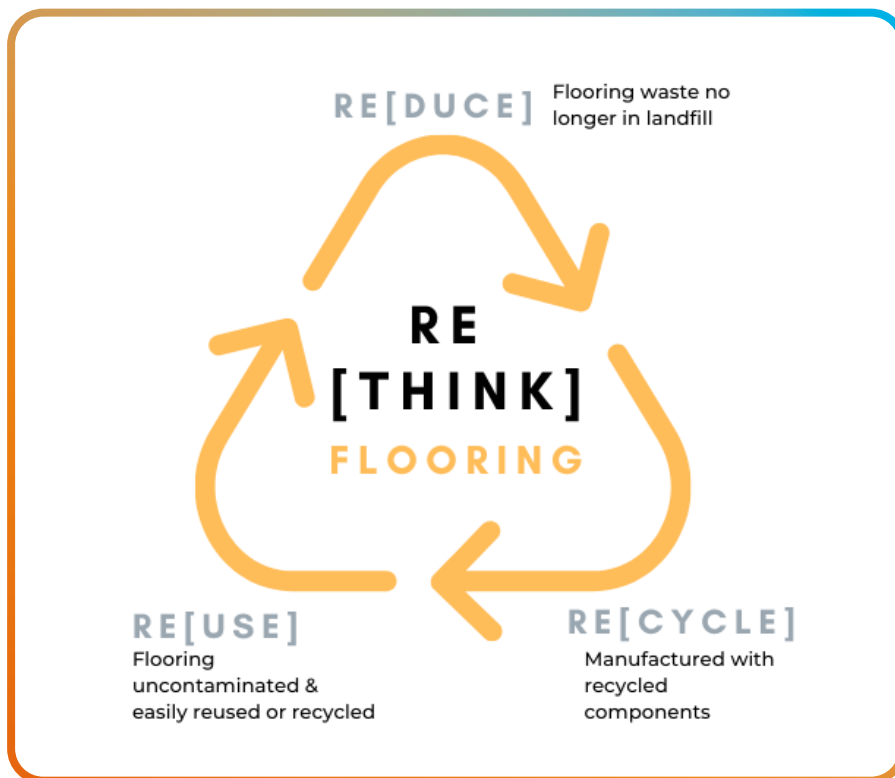 RE[DUCE]
Flooring waste no
longer in landfill
RE
[THINK]
FLOORING
RE[USE]
Flooring
uncontaminated &
easily reused or recycled
RE[CYCLE]
Manufactured with
recycled
components